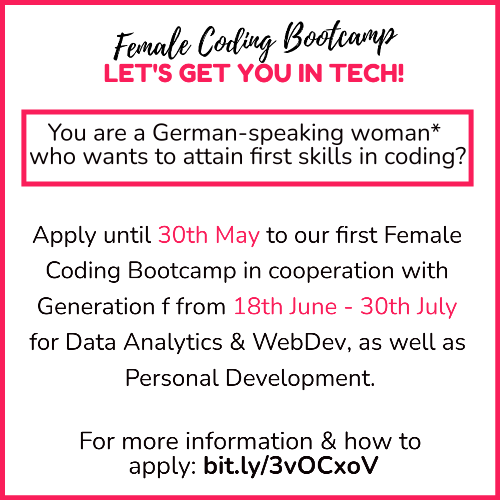 Female Coding Bootcamp
LET'S GET YOU IN TECH!
You are a German-speaking woman*
who wants to attain first skills in coding?
Apply until 30th May to our first Female
Coding Bootcamp in cooperation with
Generation f from 18th June - 30th July
for Data Analytics & WebDev, as well as
Personal Development.
For more information & how to
apply: bit.ly/3vOCxoV